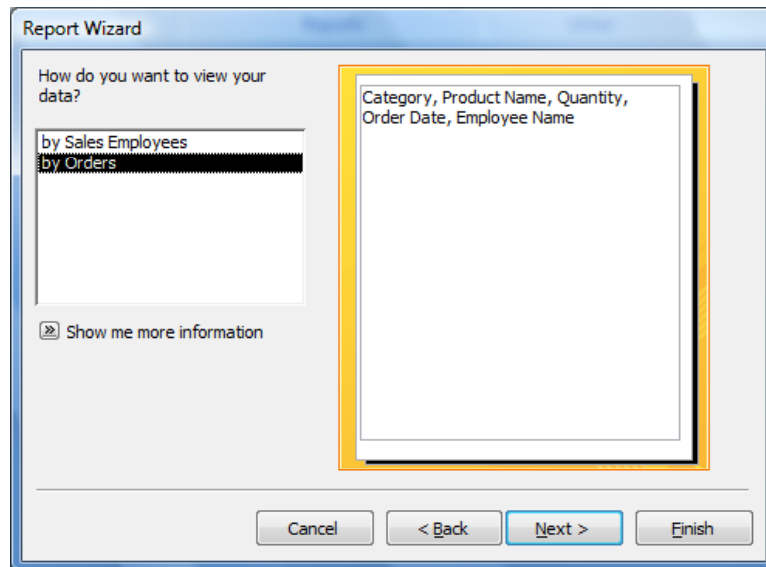 Report Wizard
How do you want to view your
data?
by Sales Employees
by Orders
Show me more information
Category, Product Name, Quantity,
Order Date, Employee Name
Cancel
< Back
Next >
Finish